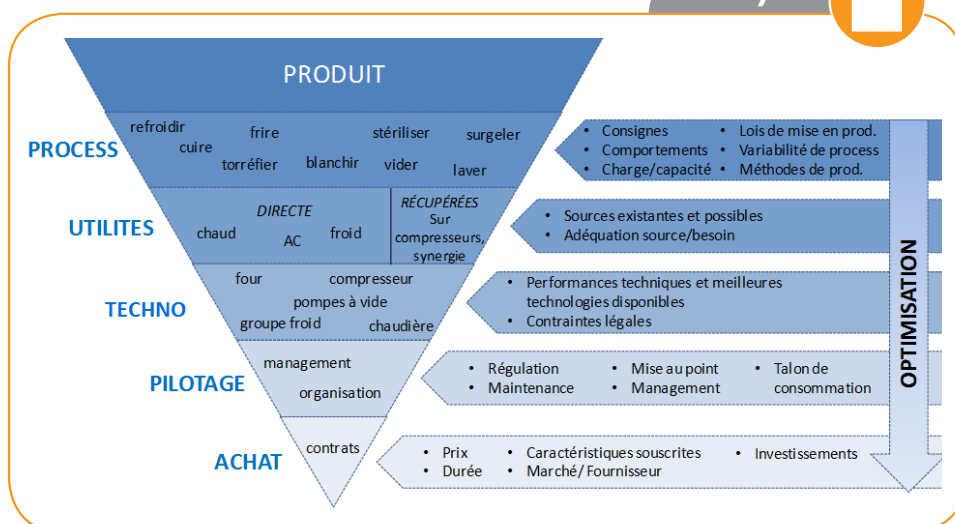 PRODUIT
PROCESS
refroidir
cuire
frire
torréfier
blanchir
stériliser
vider
surgeler
laver
• Consignes
• Comportements
• Charge/capacité
• Lois de mise en prod.
• Variabilité de process
• Méthodes de prod.
UTILITES
DIRECTE
chaud
AC
froid
RÉCUPÉRÉES
Sur
compresseurs,
synergie
• Sources existantes et possibles
• Adéquation source/besoin
TECHNO
four
compresseur
pompes à vide
groupe froid
chaudière
• Performances techniques et meilleures
technologies disponibles
• Contraintes légales
PILOTAGE
management
organisation
• Régulation
• Maintenance
• Mise au point
• Management
• Talon de
consommation
ACHAT
contrats
• Prix
• Durée
• Caractéristiques souscrites
• Marché/ Fournisseur
• Investissements
OPTIMISATION